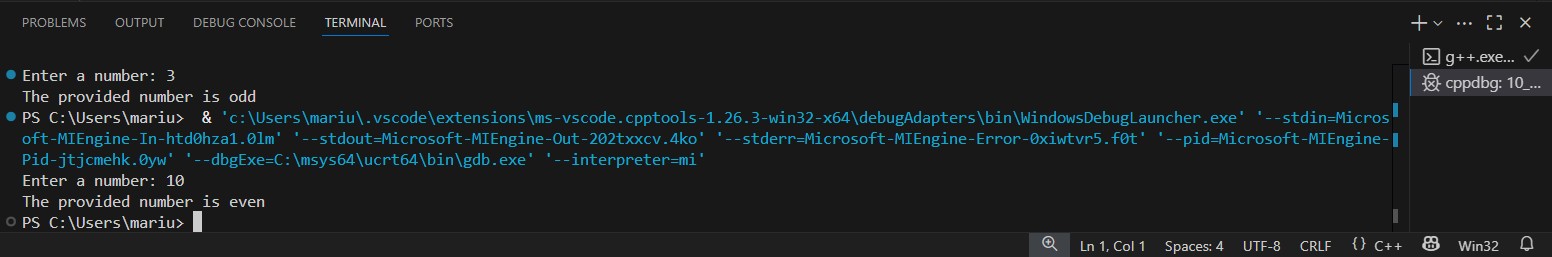 PROBLEMS OUTPUT DEBUG CONSOLE TERMINAL PORTS
Enter a number: 3
The provided number is odd
PS C:\Users\mariu>  & 'c:\Users\mariu\.vscode\extensions\ms-vscode.cpptools-1.26.3-win32-x64\debugAdapters\bin\WindowsDebugLauncher.exe' '--stdin=Micros
oft-MIEngine-In-htd0hza1.0lm' '--stdout=Microsoft-MIEngine-Out-202txxcv.4ko' '--stderr=Microsoft-MIEngine-Error-0xiwtvr5.f0t' '--pid=Microsoft-MIEngine-
Pid-jtjcmehk.0yw' '--dbgExe=C:\msys64\ucrt64\bin\gdb.exe' '--interpreter=mi'
Enter a number: 10
The provided number is even
PS C:\Users\mariu>
g++.exe...
cppdbg: 10_...
Ln 1, Col 1 Spaces: 4 UTF-8 CRLF {} C++ Win32